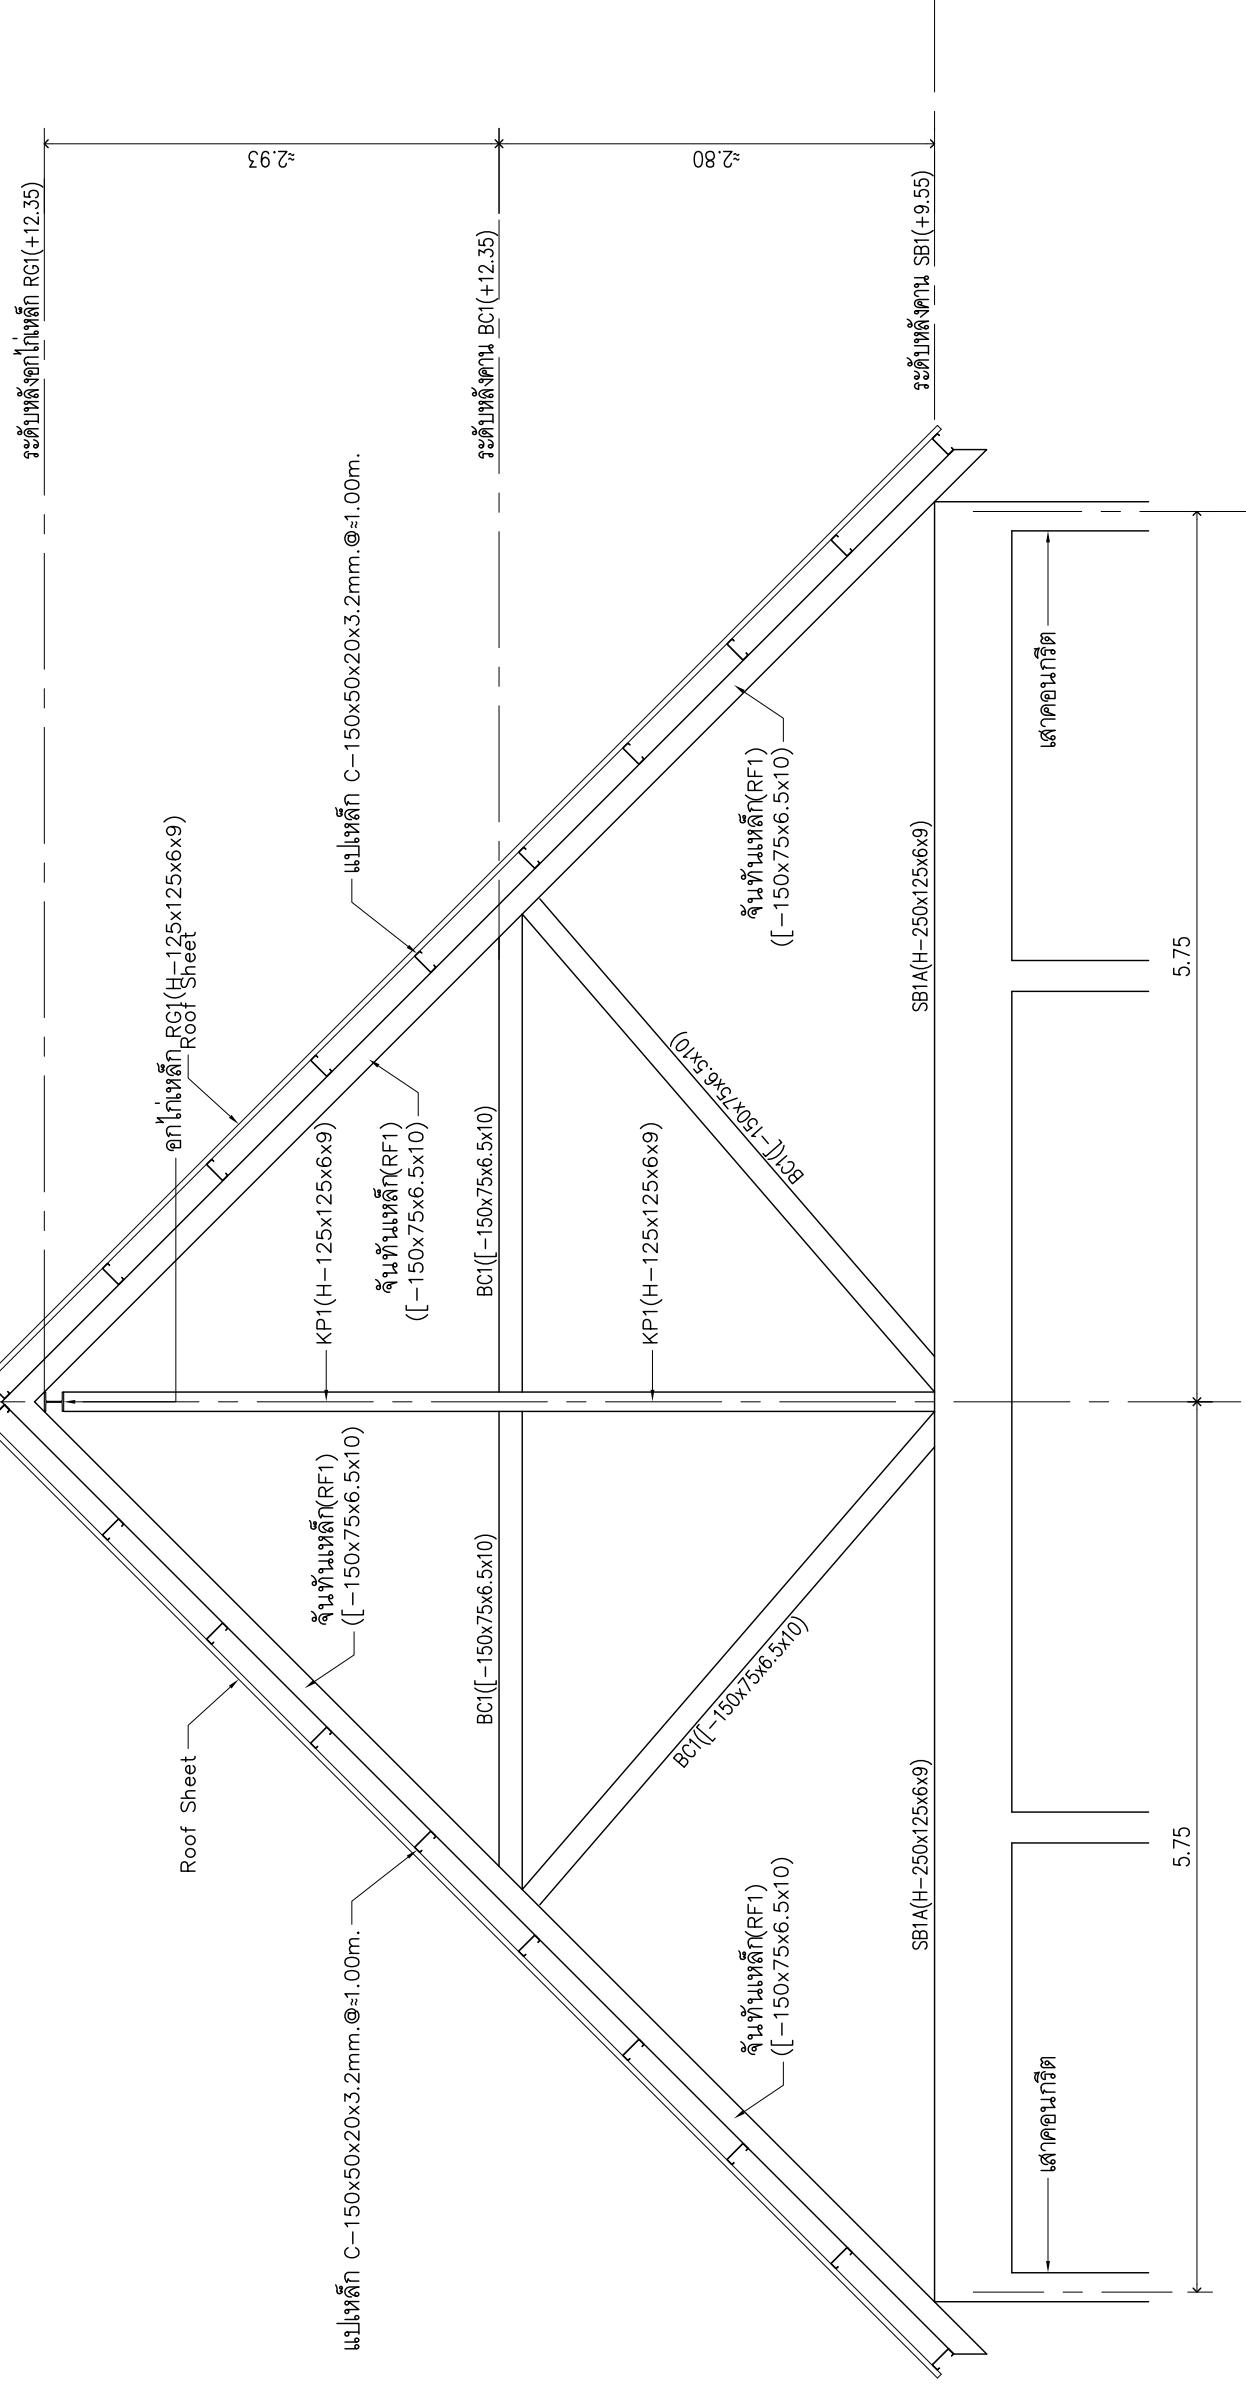 ระดับหลังอกไก่เหล็ก RG1(+12.35)
≈2.93
ระดับหลังคาน BC1(+12.35)
≈2.80
ระดับหลังคาน SB1(+9.55)
อกไก่เหล็ก RG1(H-125x125x6x9)
Roof Sheet
แปเหล็ก C-150x50x20x3.2mm.@≈1.00m.
KP1(H-125x125x6x9)
จันทันเหล็ก(RF1)
([-150x75x6.5x10)
BC1([-150x75x6.5x10)
KP1(H-125x125x6x9)
BC1([-150x75x6.5x10)
จันทันเหล็ก(RF1)
([-150x75x6.5x10)
SB1A(H-250x125x6x9)
เสาคอนกรีต
5.75
Roof Sheet
จันทันเหล็ก(RF1)
([-150x75x6.5x10)
แปเหล็ก C-150x50x20x3.2mm.@≈1.00m.
BC1([-150x75x6.5x10)
BC1([-150x75x6.5x10)
จันทันเหล็ก(RF1)
([-150x75x6.5x10)
SB1A(H-250x125x6x9)
เสาคอนกรีต
5.75